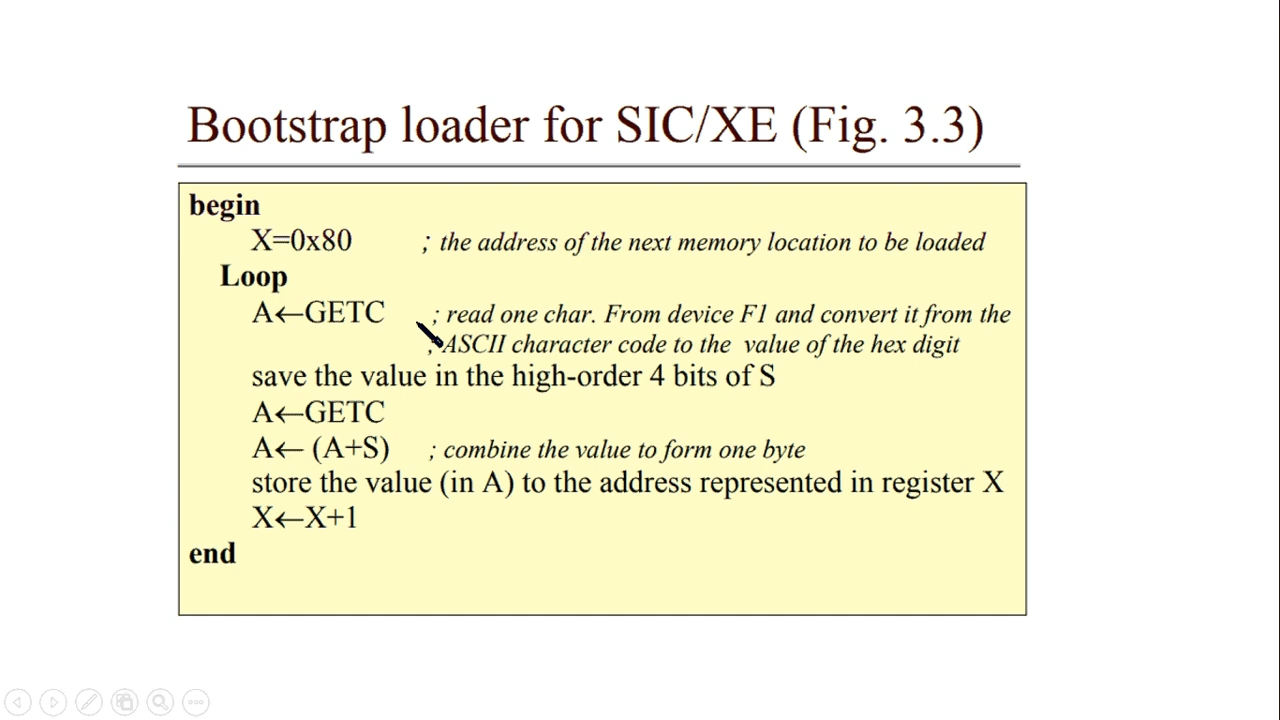 Bootstrap loader for SIC/XE (Fig. 3.3)
begin
X=0x80 ; the address of the next memory location to be loaded
Loop
A←GETC ; read one char. From device F1 and convert it from the
; ASCII character code to the value of the hex digit
save the value in the high-order 4 bits of S
A←GETC
A← (A+S) ; combine the value to form one byte
store the value (in A) to the address represented in register X
X←X+1
end